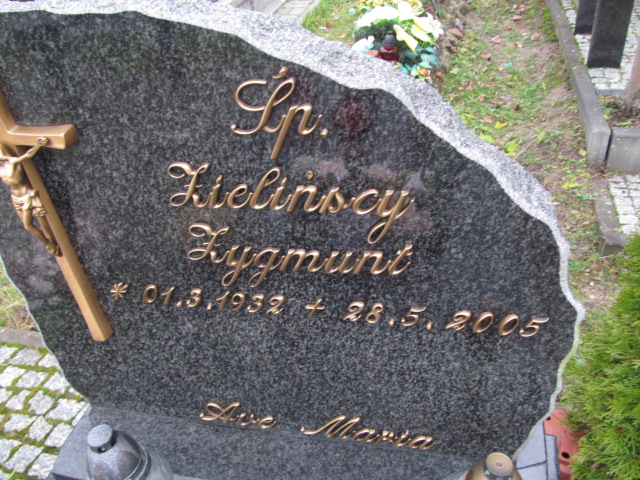 Śp.
Zielińscy
Zygmunt
* 01.3.1932 + 28.5.2005
Ave Maria